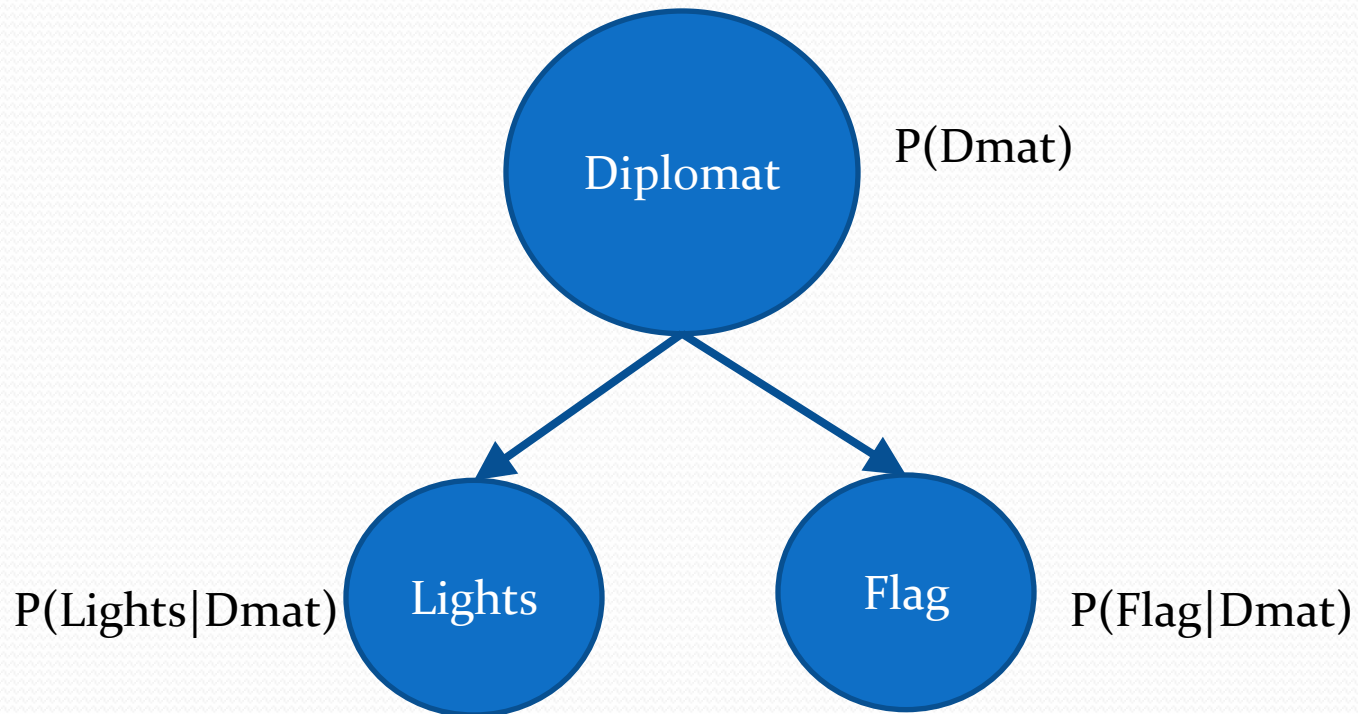 Diplomat
P(Dmat)
Lights
Flag
P(Lights|Dmat)
P(Flag|Dmat)